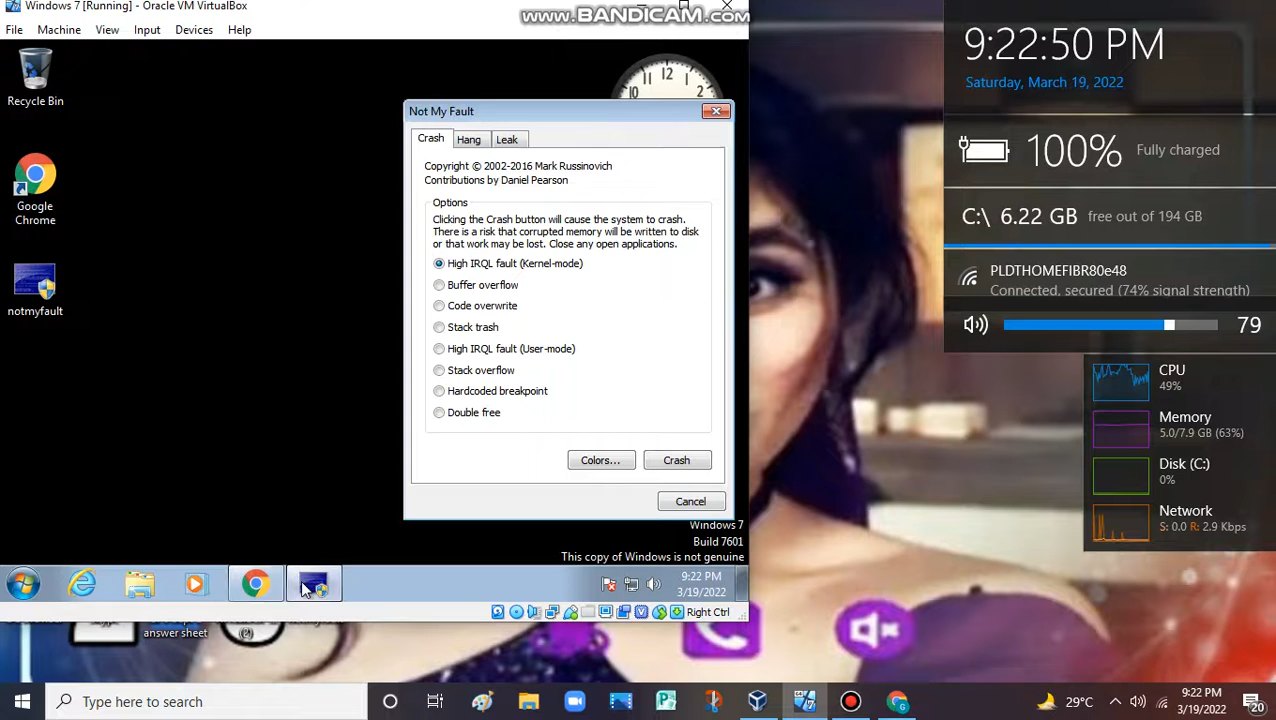 Windows 7 [Running] - Oracle VM VirtualBox
www.BANDICAM.com
File Machine View Input Devices Help
Recycle Bin
Google
Chrome
notmyfault
12
11
1
10
2
Not My Fault
Crash Hang Leak
Copyright © 2002-2016 Mark Russinovich
Contributions by Daniel Pearson
Options
Clicking the Crash button will cause the system to crash.
There is a risk that corrupted memory will be written to disk
or that work may be lost. Close any open applications.
High IRQL fault (Kernel-mode)
Buffer overflow
Code overwrite
Stack trash
High IRQL fault (User-mode)
Stack overflow
Hardcoded breakpoint
Double free
Colors... Crash
Cancel
Windows 7
Build 7601
This copy of Windows is not genuine
9:22 PM
3/19/2022
Right Ctrl
answer sheet
(2)
9:22:50 PM
Saturday, March 19, 2022
100% Fully charged
C:\ 6.22 GB free out of 194 GB
PLDTHOMEFIBR80e48
Connected, secured (74% signal strength)
79
CPU
49%
Memory
5.0/7.9 GB (63%)
Disk (C:)
0%
Network
S: 0.0 R: 2.9 Kbps
Type here to search
29°C
9:22 PM
3/19/2022
20